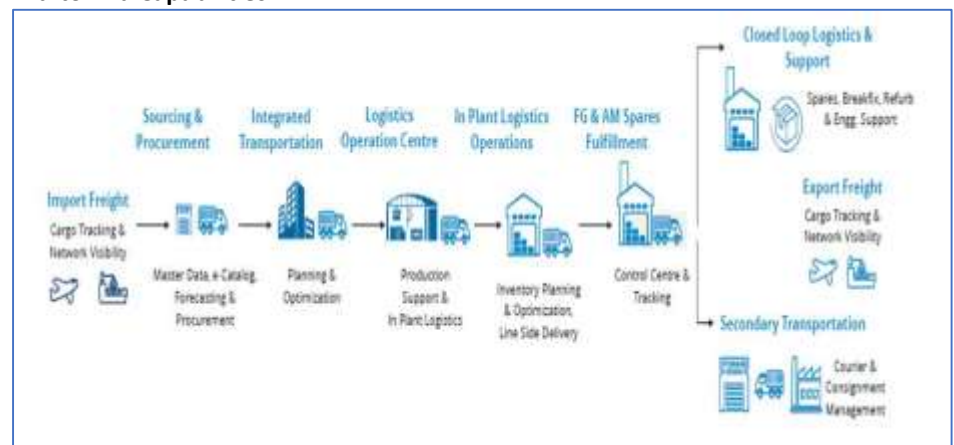 Import Freight
Cargo Tracking &
Network Visibility
Sourcing &
Procurement
Master Data, e-Catalog,
Forecasting &
Procurement
Integrated
Transportation
Planning &
Optimization
Logistics
Operation Centre
Production
Support &
In Plant Logistics
In Plant Logistics
Operations
Inventory Planning
& Optimization,
Line Side Delivery
FG & AM Spares
Fulfillment
Control Centre &
Tracking
Closed Loop Logistics &
Support
Spares, Breakfix, Refurb
& Engg. Support
Export Freight
Cargo Tracking &
Network Visibility
Secondary Transportation
Courier &
Consignment
Management